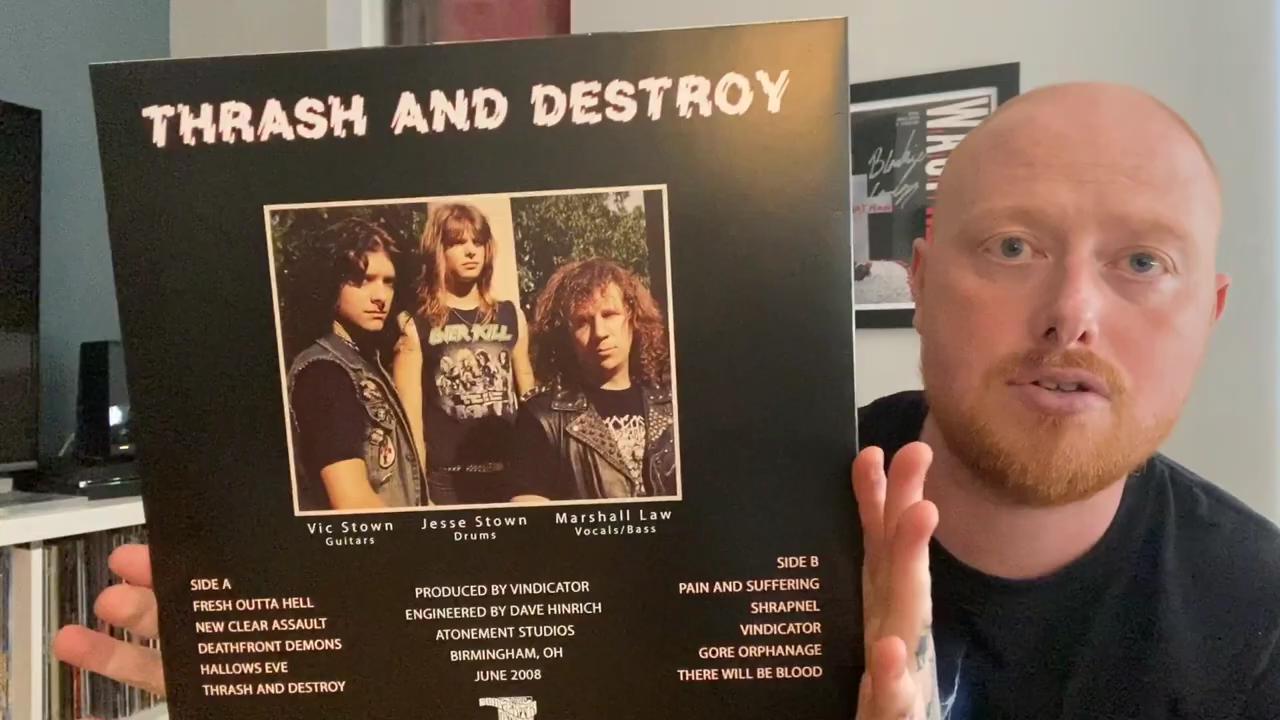 THRASH AND DESTROY
OVERKILL
Vic Stown
Guitars
Jesse Stown
Drums
Marshall Law
Vocals/Bass
SIDE A
FRESH OUTTA HELL
NEW CLEAR ASSAULT
DEATHFRONT DEMONS
HALLOWS EVE
THRASH AND DESTROY
PRODUCED BY VINDICATOR
ENGINEERED BY DAVE HINRICH
ATONEMENT STUDIOS
BIRMINGHAM, OH
JUNE 2008
SIDE B
PAIN AND SUFFERING
SHRAPNEL
VINDICATOR
GORE ORPHANAGE
THERE WILL BE BLOOD